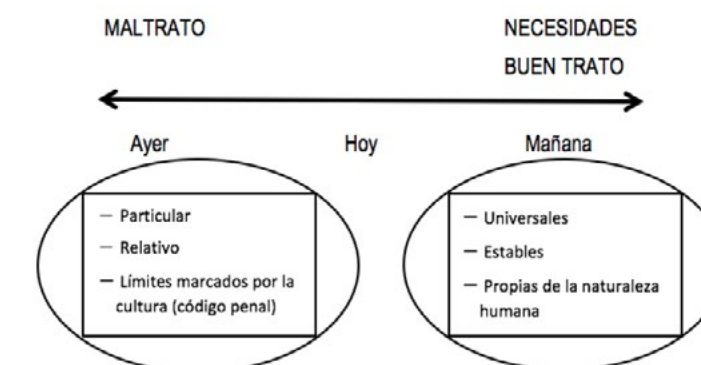 MALTRATO
NECESIDADES
BUEN TRATO
Ayer
Hoy
Mañana
– Particular
– Relativo
– Límites marcados por la
cultura (código penal)
– Universales
– Estables
– Propias de la naturaleza
humana